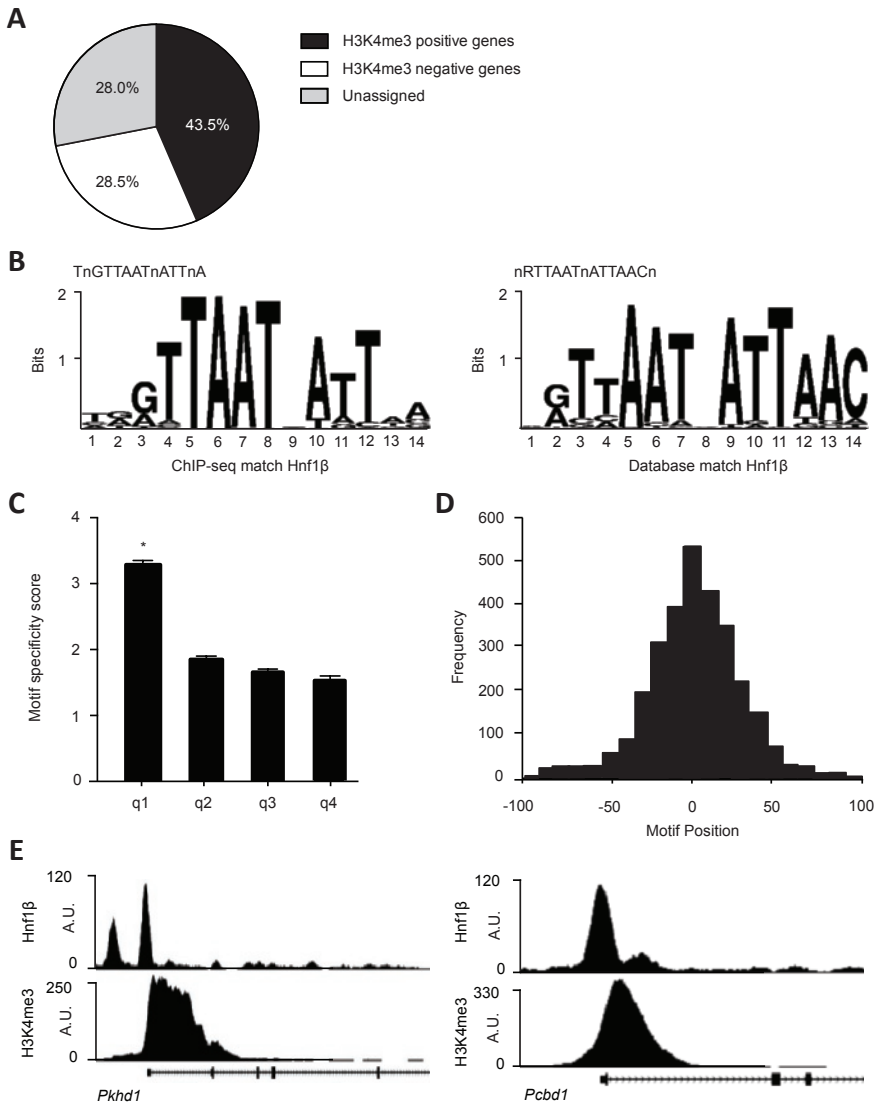 A
H3K4me3 positive genes
H3K4me3 negative genes
Unassigned
28.0%
43.5%
28.5%
B
TnGTTAATnATTnA
2
Bits
1
1 2 3 4 5 6 7 8 9 10 11 12 13 14
ChIP-seq match Hnf1β
nRTTAATnATTAACn
2
Bits
1
1 2 3 4 5 6 7 8 9 10 11 12 13 14
Database match Hnf1β
C
Motif specificity score
4
3
2
1
0
*
q1 q2 q3 q4
D
Frequency
600
500
400
300
200
100
0
-100 -50 0 50 100
Motif Position
E
Hnf1β
A.U.
120
0
H3K4me3
A.U.
250
0
Pkhd1
Hnf1β
A.U.
120
0
H3K4me3
A.U.
330
0
Pcbd1